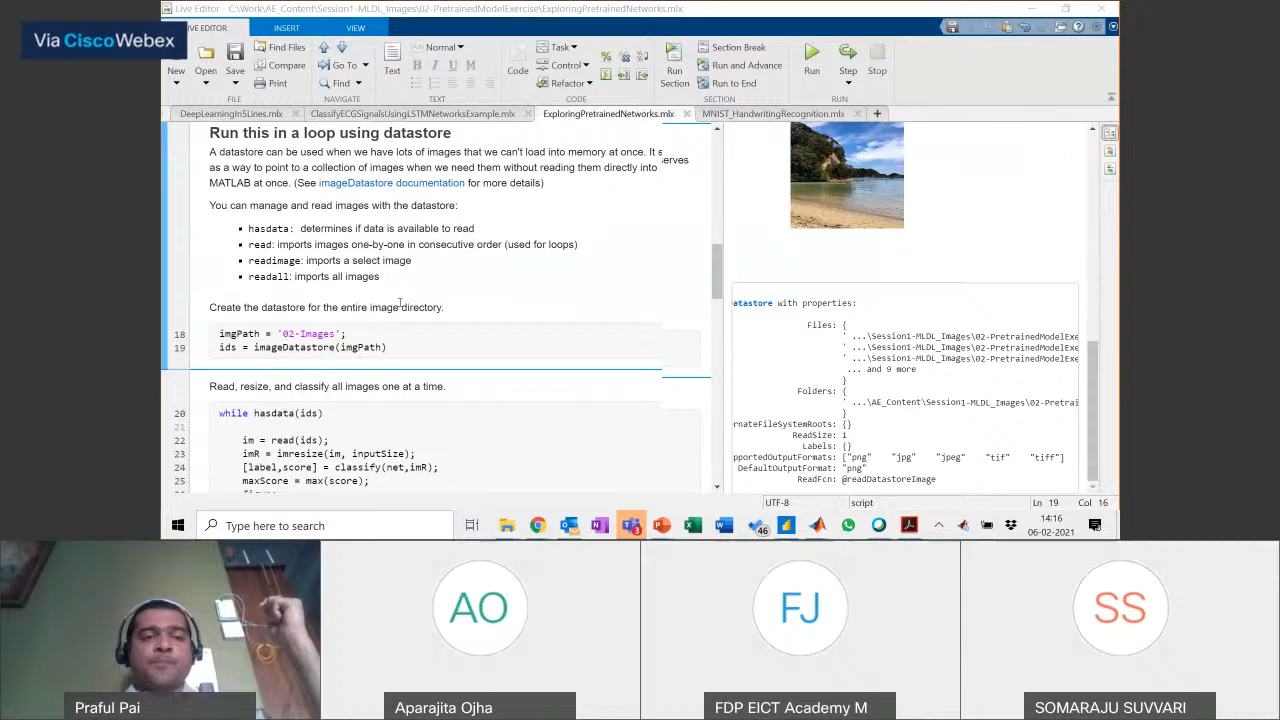 Live Editor - C:\Work\AE_Content\Session1-MLDL_Images\02-PretrainedModelExercise\ExploringPretrainedNetworks.mlx
Via Cisco Webex
LIVE EDITOR INSERT VIEW
New Open Save Find Files Compare Print
FILE
Go To Find
NAVIGATE
Text Normal B I U M
TEXT
Code Task Control Refactor
CODE
Run Section Section Break Run and Advance Run to End
SECTION
Run Step Stop
RUN
DeepLearningIn5Lines.mlx ClassifyECGSignalsUsingLSTMNetworksExample.mlx ExploringPretrainedNetworks.mlx MNIST_HandwritingRecognition.mlx
Run this in a loop using datastore
A datastore can be used when we have lots of images that we can't load into memory at once. It s
erves
as a way to point to a collection of images when we need them without reading them directly into
MATLAB at once. (See imageDatastore documentation for more details)
You can manage and read images with the datastore:
hasdata: determines if data is available to read
read: imports images one-by-one in consecutive order (used for loops)
readimage: imports a select image
readall: imports all images
Create the datastore for the entire image directory.
18 imgPath = '02-Images';
19 ids = imageDatastore(imgPath)
Read, resize, and classify all images one at a time.
20 while hasdata(ids)
21
22 im = read(ids);
23 imR = imresize(im, inputSize);
24 [label,score] = classify(net,imR);
25 maxScore = max(score);
atastore with properties:
Files: {
' ...\Session1-MLDL_Images\02-PretrainedModelExe
' ...\Session1-MLDL_Images\02-PretrainedModelExe
' ...\Session1-MLDL_Images\02-PretrainedModelExe
... and 9 more
}
Folders: {
' ...\AE_Content\Session1-MLDL_Images\02-Pretrai
}
rnateFileSystemRoots: {}
ReadSize: 1
Labels: {}
pportedOutputFormats: ["png" "jpg" "jpeg" "tif" "tiff"]
DefaultOutputFormat: "png"
ReadFcn: @readDatastoreImage
UTF-8 script Ln 19 Col 16
Type here to search
3
46
14:16
06-02-2021
AO FJ SS
Praful Pai Aparajita Ojha FDP EICT Academy M SOMARAJU SUVVARI